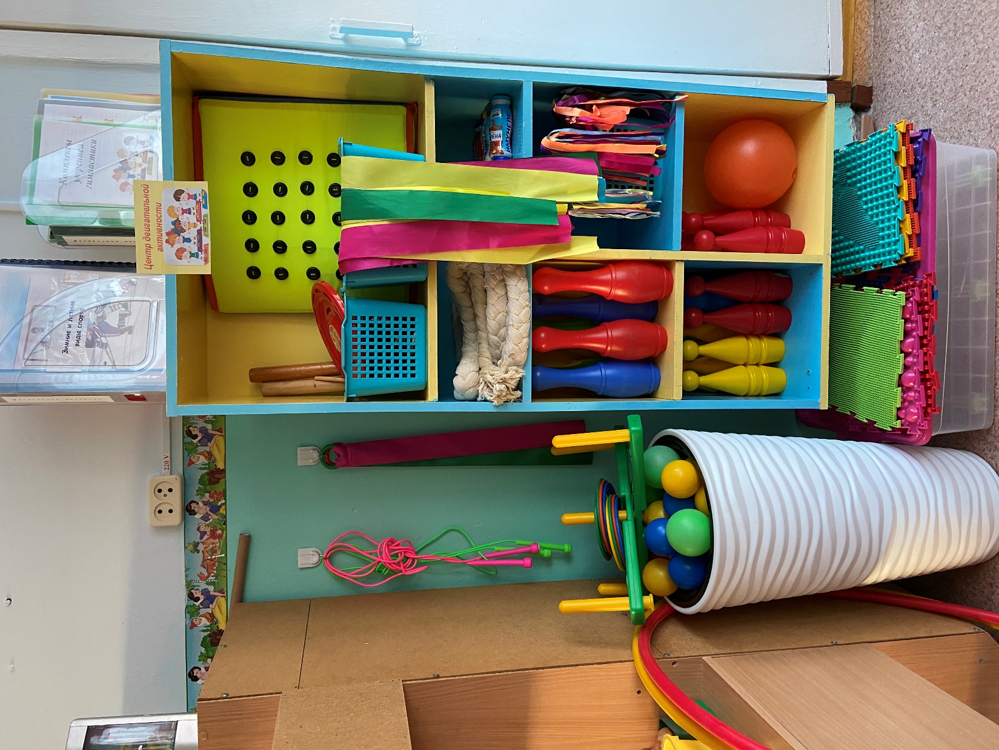 Комплексы
утренней
гимнастики
Зимние и летние
виды спорта
Центр двигательной
активности
220 V